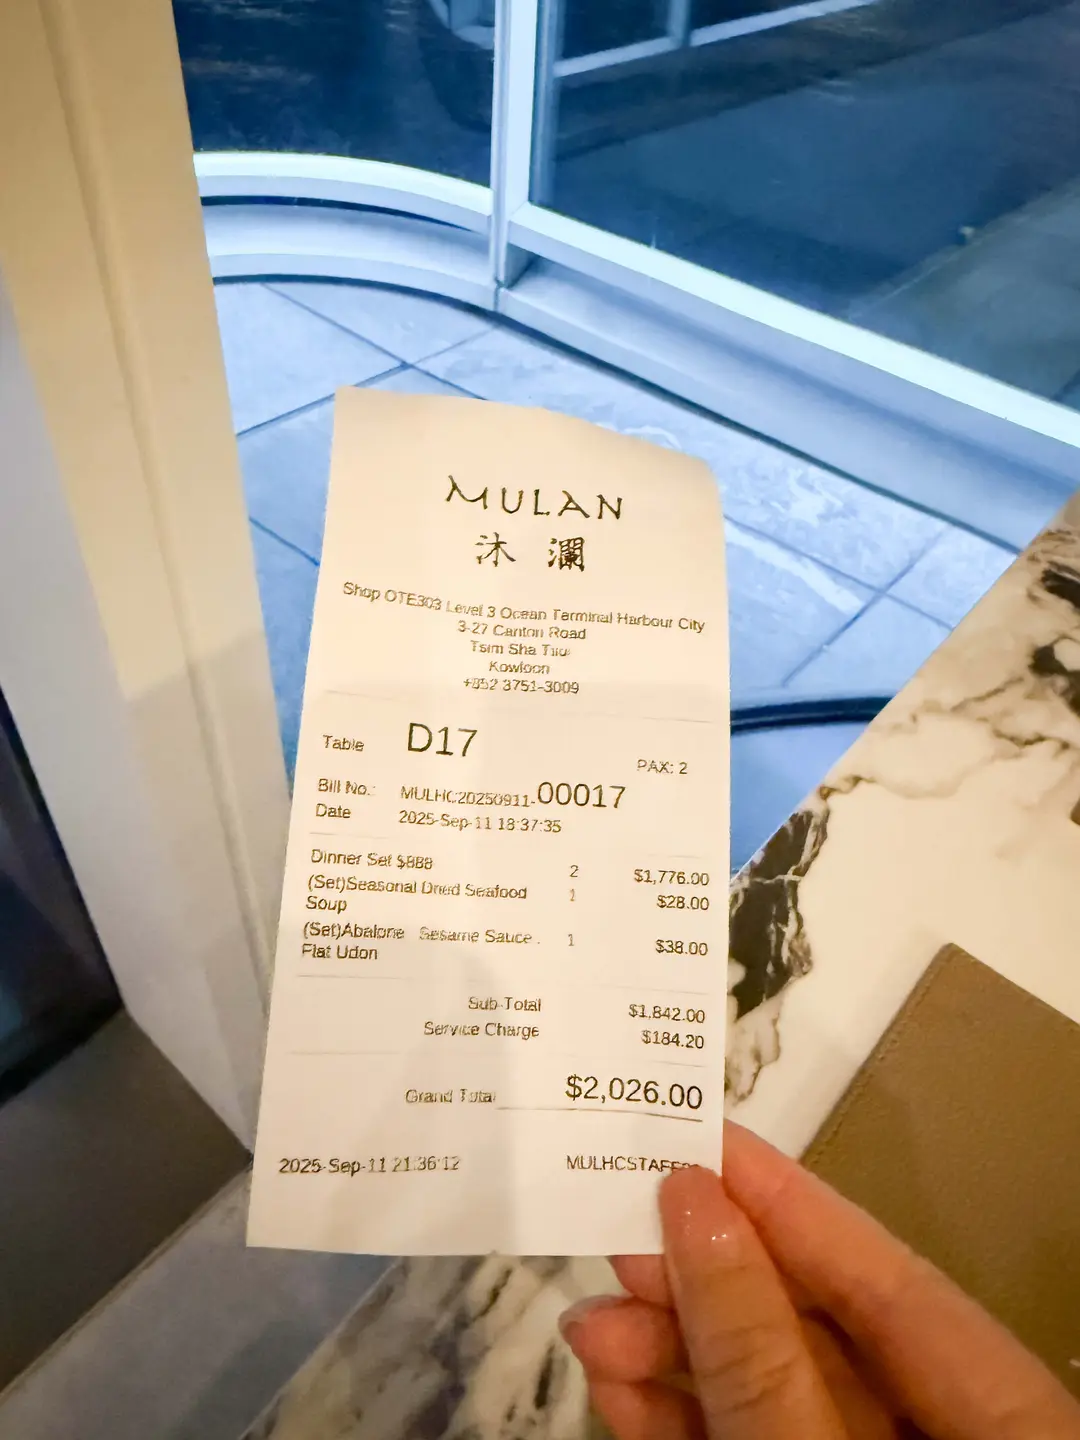 MULAN
沐瀾
Shop OTE303 Level 3 Ocean Terminal Harbour City
3-27 Canton Road
Tsim Sha Tsui
Kowloon
+852 3751-3009
Table D17 PAX: 2
Bill No.: MULHC20250911-00017
Date 2025-Sep-11 18:37:35
Dinner Set $888 2 $1,776.00
(Set)Seasonal Dried Seafood 1 $28.00
Soup
(Set)Abalone Sesame Sauce . 1 $38.00
Flat Udon
Sub-Total $1,842.00
Service Charge $184.20
Grand Total $2,026.00
2025-Sep-11 21:36:12 MULHCSTAFF